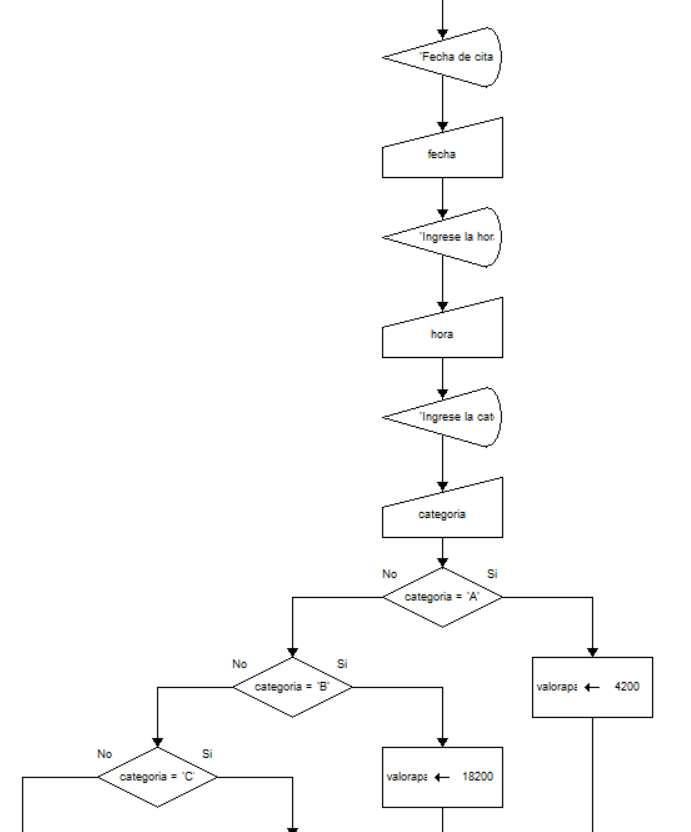 'Fecha de cita
fecha
'Ingrese la hor
hora
'Ingrese la cat
categoria
No
Si
categoria = 'A'
No
Si
categoria = 'B'
valorapa ← 4200
No
Si
categoria = 'C'
valorapa ← 18200